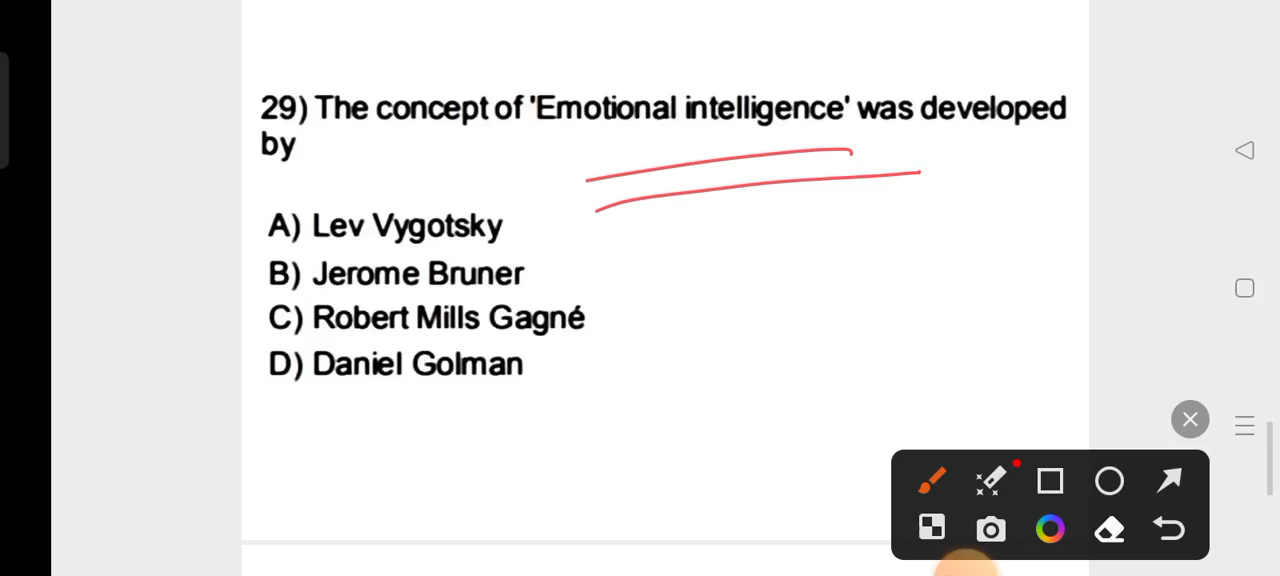 29) The concept of 'Emotional intelligence' was developed
by
A) Lev Vygotsky
B) Jerome Bruner
C) Robert Mills Gagné
D) Daniel Golman